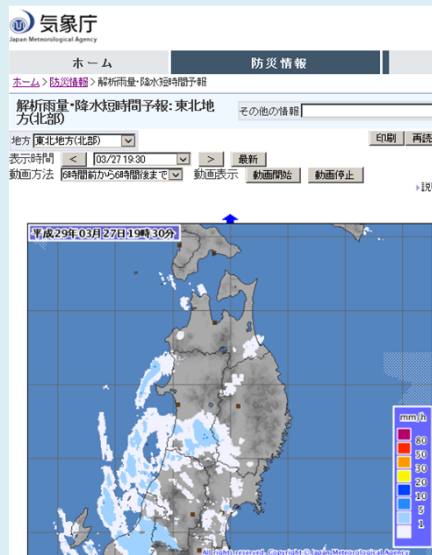 気象庁
Japan Meteorological Agency
ホーム 防災情報
ホーム > 防災情報 > 解析雨量・降水短時間予報
解析雨量・降水短時間予報: 東北地方(北部)
その他の情報
地方 東北地方(北部) 印刷 再読
表示時間 < 03/27 19:30 > 最新
動画方法 6時間前から6時間後まで 動画表示 動画開始 動画停止
平成29年03月27日19時30分
mm/h
80
50
30
20
10
5
1
All rights reserved. Copyright © Japan Meteorological Agency